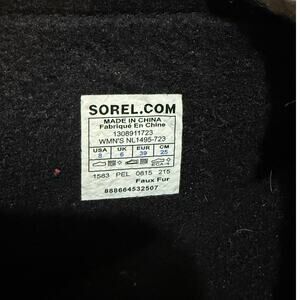 SOREL.COM
MADE IN CHINA
Fabriqué En Chine
1308911723
WMN'S NL1495-723
USA UK EUR CM
8 6 39 25
1583 PEL 0815 215
Faux Fur
888664532507